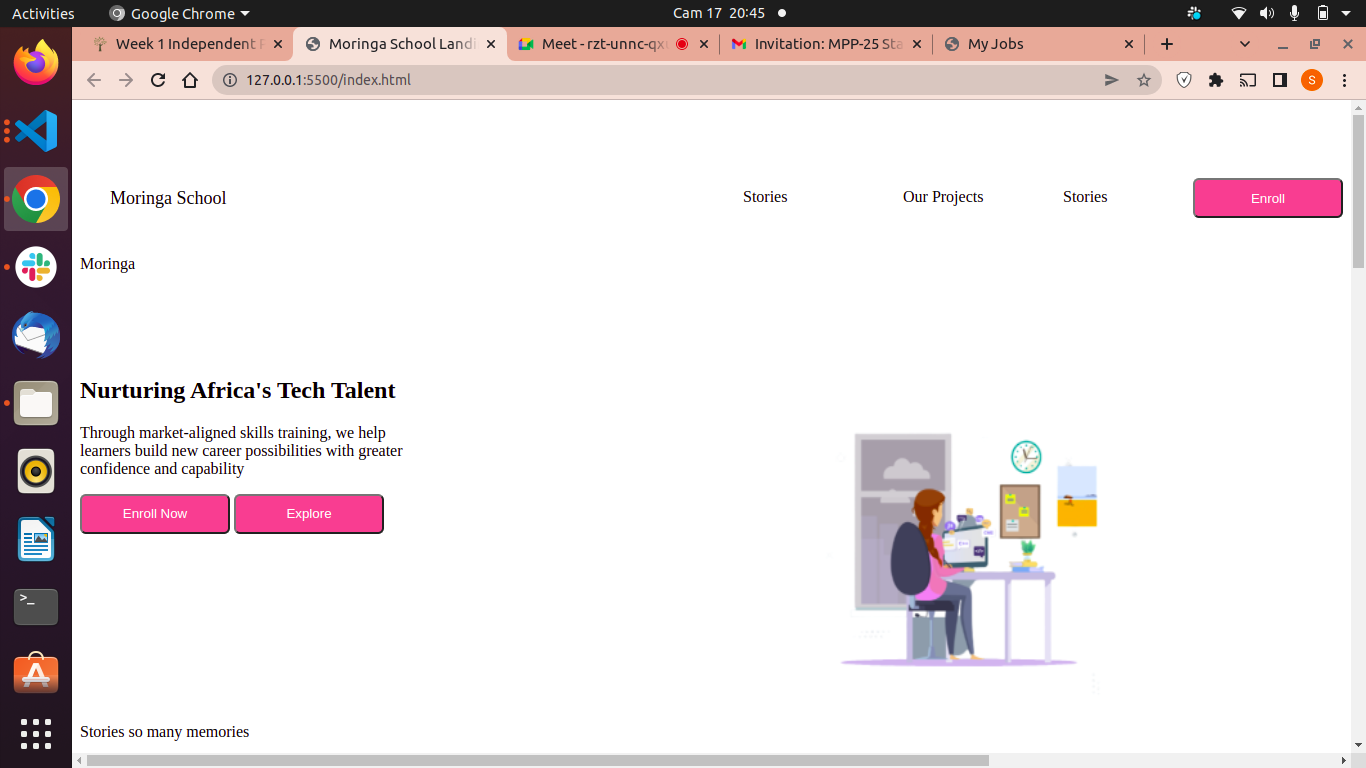 Activities Google Chrome Cam 17 20:45
Week 1 Independent Moringa School Land Meet - rzt-unnc-qx Invitation: MPP-25 Sta My Jobs
127.0.0.1:5500/index.html S
Moringa School Stories Our Projects Stories Enroll
Moringa
Nurturing Africa's Tech Talent
Through market-aligned skills training, we help
learners build new career possibilities with greater
confidence and capability
Enroll Now Explore
Stories so many memories